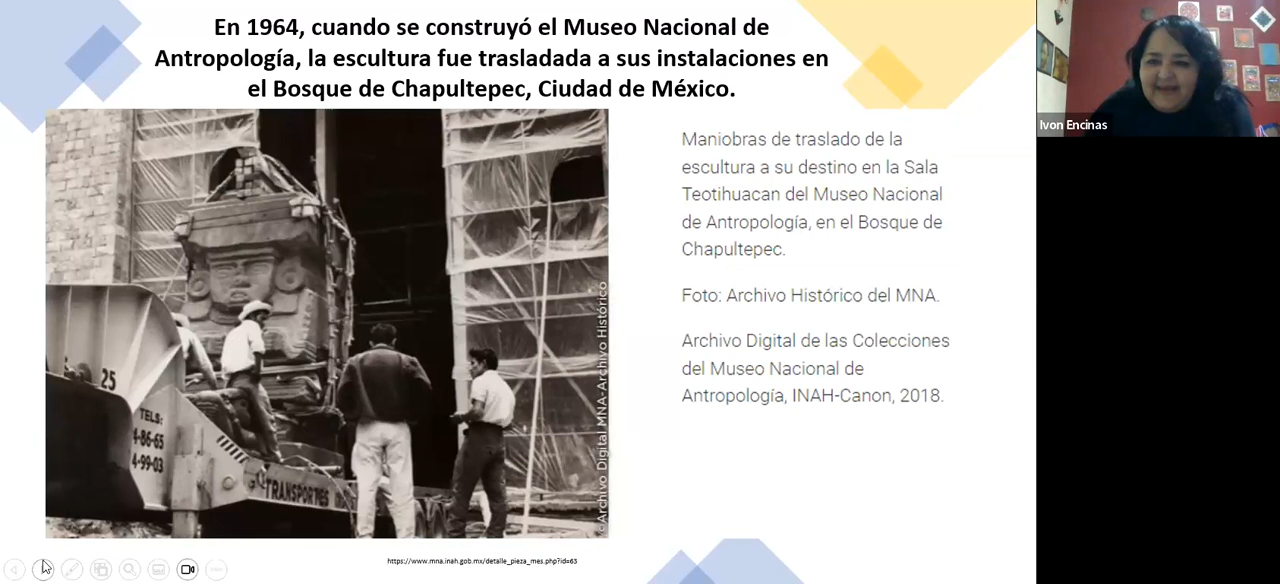 En 1964, cuando se construyó el Museo Nacional de
Antropología, la escultura fue trasladada a sus instalaciones en
el Bosque de Chapultepec, Ciudad de México.
Maniobras de traslado de la
escultura a su destino en la Sala
Teotihuacan del Museo Nacional
de Antropología, en el Bosque de
Chapultepec.
Foto: Archivo Histórico del MNA.
Archivo Digital de las Colecciones
del Museo Nacional de
Antropología, INAH-Canon, 2018.
25
TELS:
4-86-65
4-99-03
TRANSPORTES
Archivo Digital MNA-Archivo Histórico
https://www.mna.inah.gob.mx/detalle_pieza_mes.php?id=63
Ivon Encinas